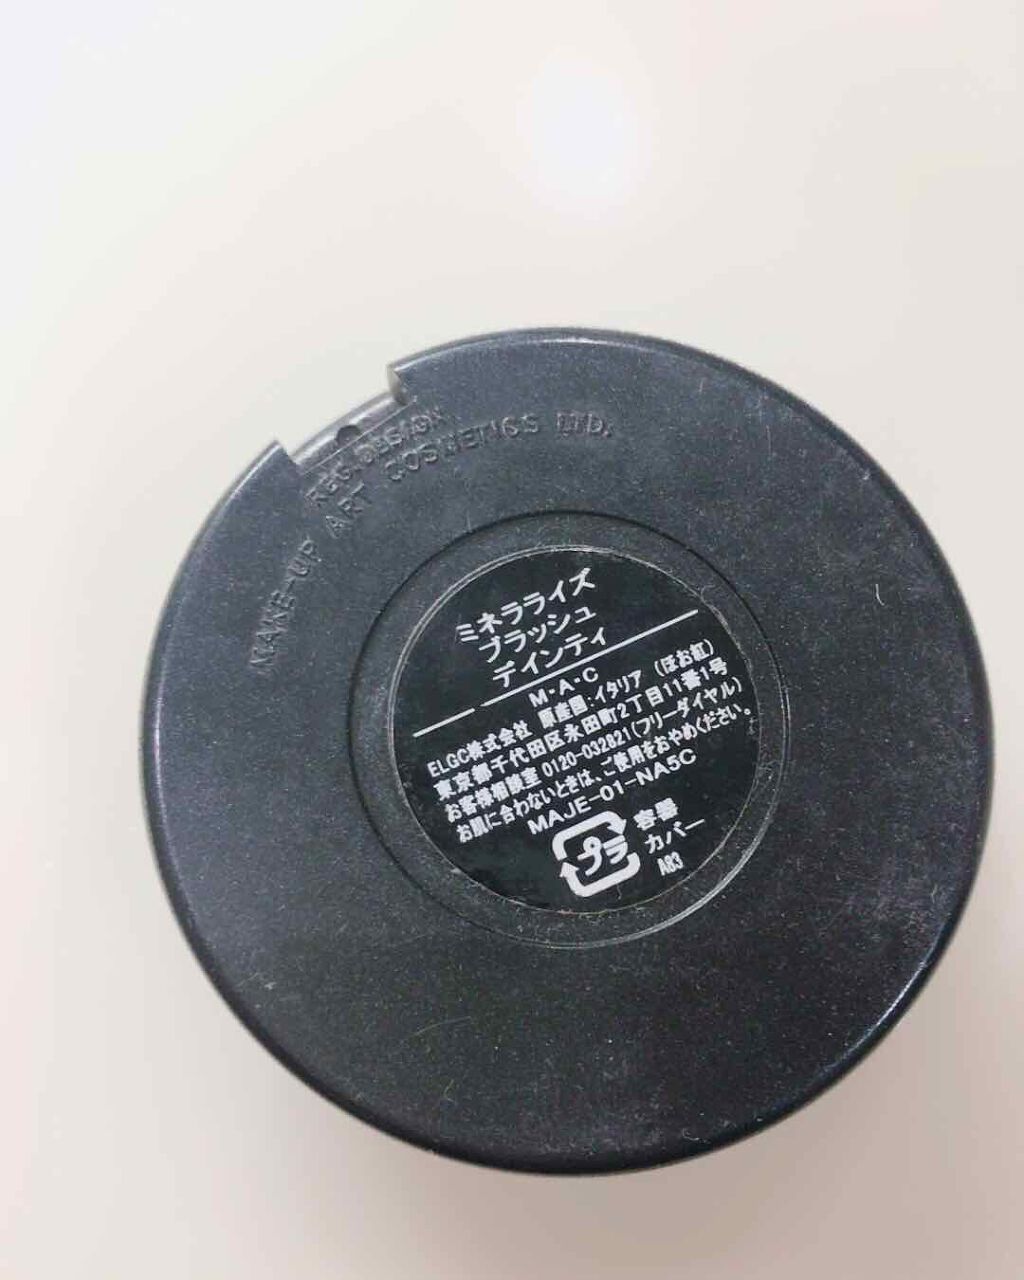 REG.DESIGN
MAKE-UP ART COSMETICS LTD.
ミネラライズ
ブラッシュ
デインティ
M・A・C
ELGC株式会社 原産国:イタリア (ほお紅)
東京都千代田区永田町2丁目11番1号
お客様相談室 0120-032821(フリーダイヤル)
お肌に合わないときは、ご使用をおやめください。
MAJE-01-NA5C
プラ
容器
カバー
A83